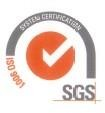 SYSTEM CERTIFICATION
ISO 9001
SGS